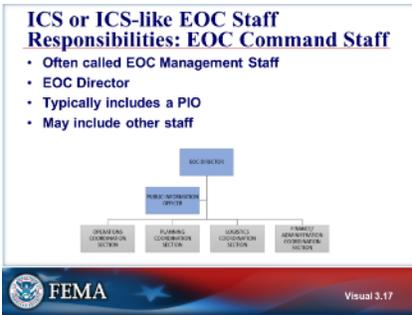 ICS or ICS-like EOC Staff
Responsibilities: EOC Command Staff
• Often called EOC Management Staff
• EOC Director
• Typically includes a PIO
• May include other staff
EOC DIRECTOR
PUBLIC INFORMATION
OFFICER
OPERATIONS
COORDINATION
SECTION
PLANNING
COORDINATION
SECTION
LOGISTICS
COORDINATION
SECTION
FINANCE/
ADMINISTRATION
COORDINATION
SECTION
FEMA
Visual 3.17